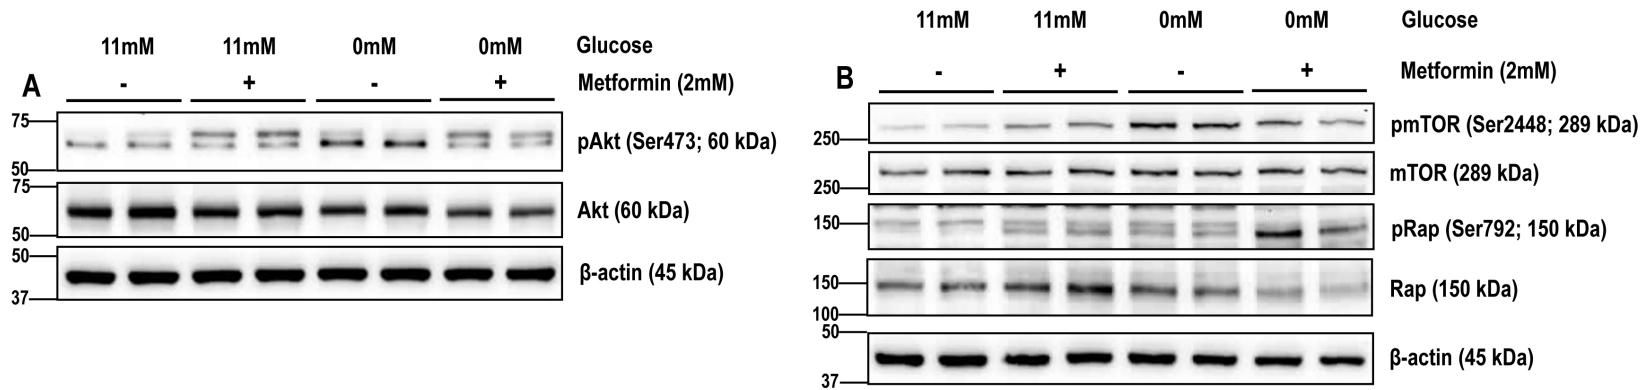 11mM 11mM 0mM 0mM Glucose
A - + - + Metformin (2mM)
75
pAkt (Ser473; 60 kDa)
50
75
Akt (60 kDa)
50
50
β-actin (45 kDa)
37
11mM 11mM 0mM 0mM Glucose
B - + - + Metformin (2mM)
pmTOR (Ser2448; 289 kDa)
250
mTOR (289 kDa)
250
150
pRap (Ser792; 150 kDa)
150
Rap (150 kDa)
100
50
β-actin (45 kDa)
37